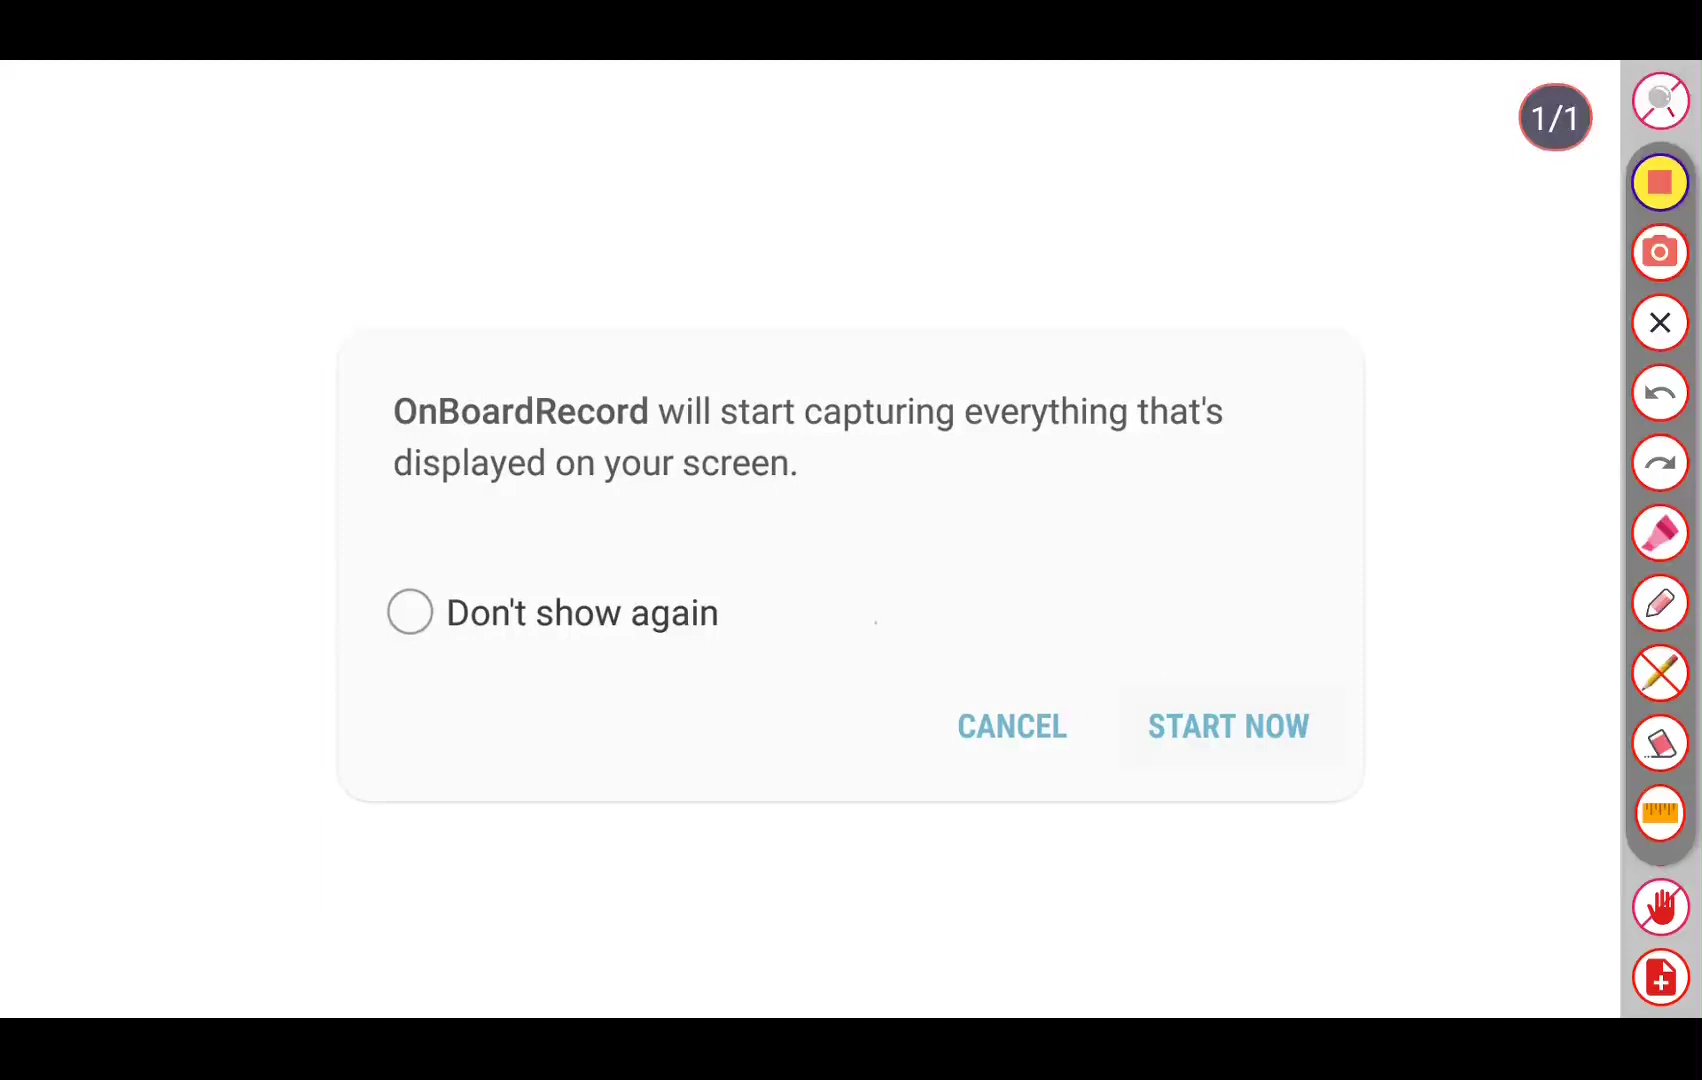 1/1
OnBoardRecord will start capturing everything that's
displayed on your screen.
Don't show again
CANCEL START NOW